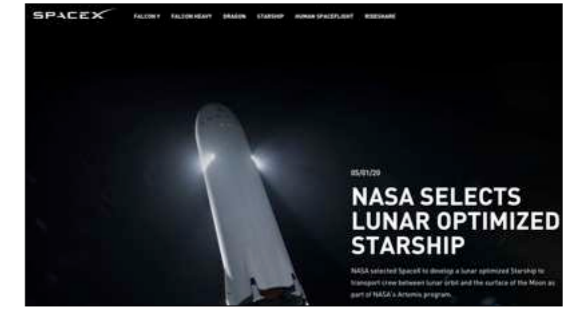 SPACEX
FALCON 9 FALCON HEAVY DRAGON STARSHIP HUMAN SPACEFLIGHT RIDESHARE
05/01/20
NASA SELECTS
LUNAR OPTIMIZED
STARSHIP
NASA selected SpaceX to develop a lunar optimized Starship to
transport crew between lunar orbit and the surface of the Moon as
part of NASA's Artemis program.